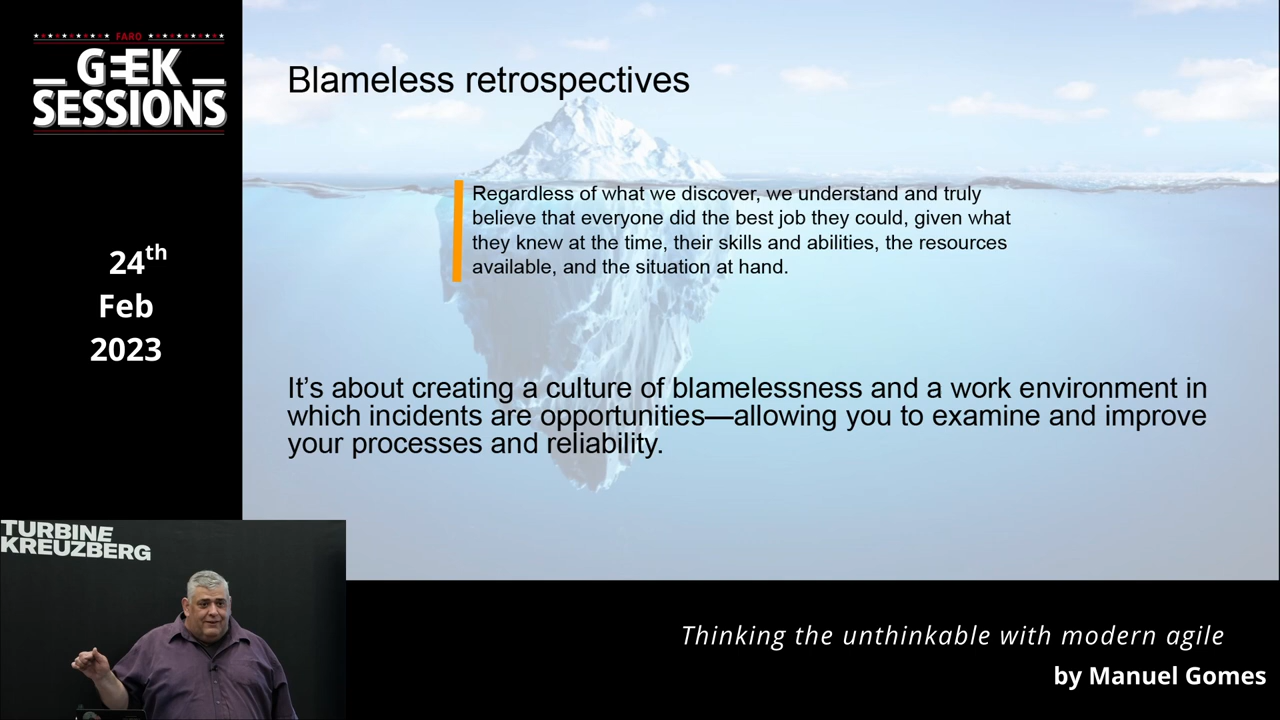 FARO
GEEK
SESSIONS
24th
Feb
2023
Blameless retrospectives
Regardless of what we discover, we understand and truly
believe that everyone did the best job they could, given what
they knew at the time, their skills and abilities, the resources
available, and the situation at hand.
It’s about creating a culture of blamelessness and a work environment in
which incidents are opportunities—allowing you to examine and improve
your processes and reliability.
TURBINE
KREUZBERG
Thinking the unthinkable with modern agile
by Manuel Gomes